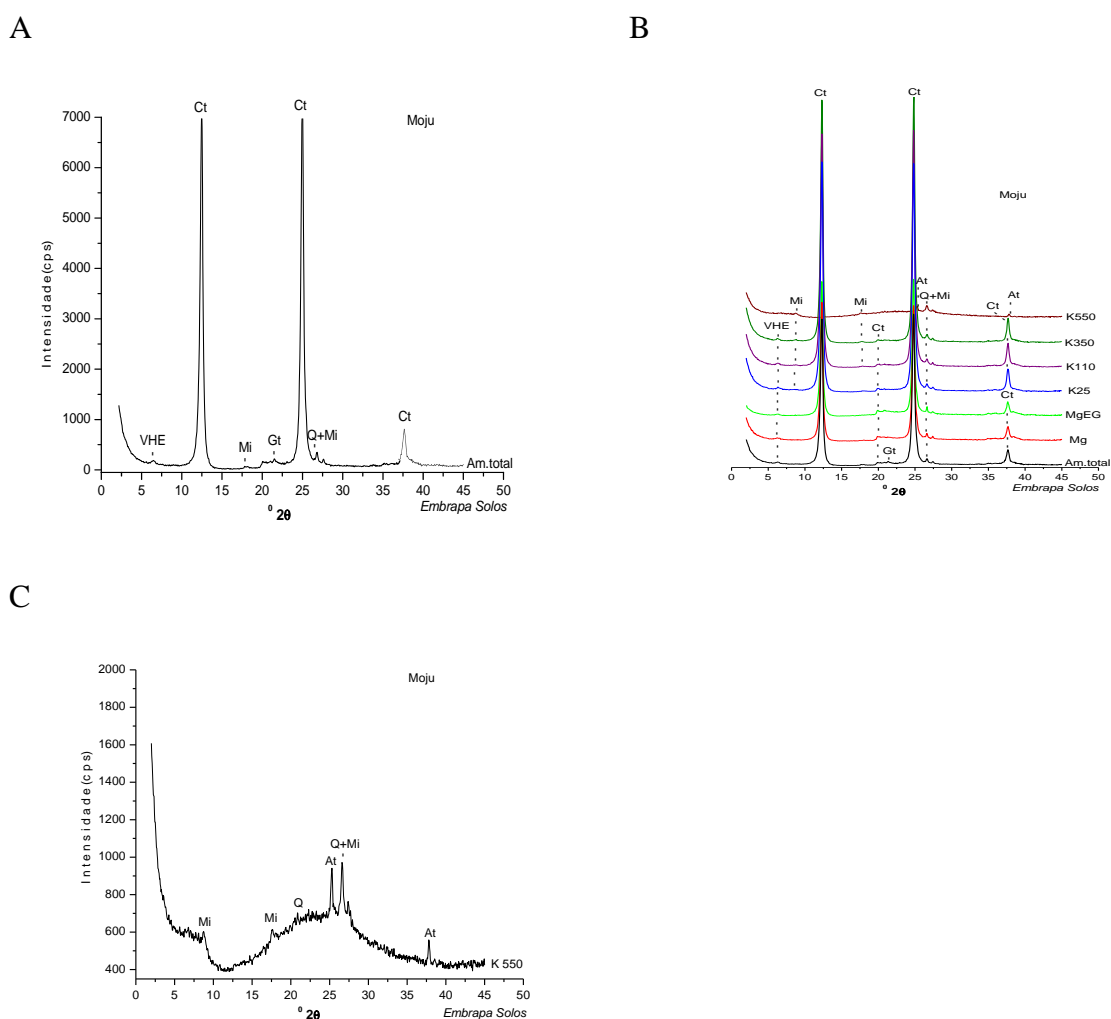 A
Ct
Ct
7000
Moju
6000
5000
Intensidade(cps)
4000
3000
2000
1000
Ct
VHE
Mi
Gt
Q+Mi
0
Am.total
0 5 10 15 20 25 30 35 40 45 50
º 2θ
Embrapa Solos
B
Ct
Ct
Moju
At
Mi
Mi
Q+Mi
Ct
At
K550
VHE
Ct
K350
K110
K25
Ct
MgEG
Mg
Gt
Am.total
0 5 10 15 20 25 30 35 40 45 50
º 2θ
Embrapa Solos
C
2000
Moju
1800
1600
1400
Intensidade(cps)
1200
1000
Q+Mi
At
800
Q
Mi
Mi
600
At
K 550
400
0 5 10 15 20 25 30 35 40 45 50
º 2θ
Embrapa Solos